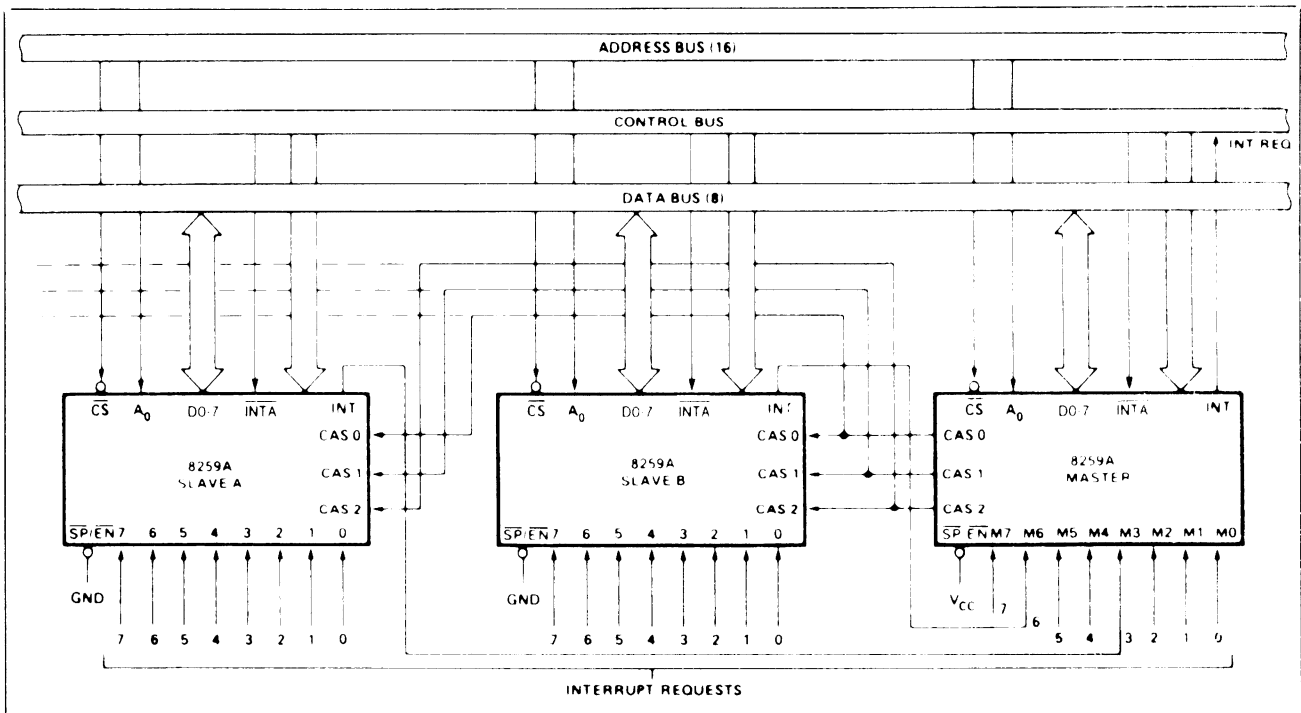 ADDRESS BUS (16)
CONTROL BUS
INT REQ
DATA BUS (8)
CS A0 D0-7 INTA INT
CAS 0
8259A
SLAVE A
CAS 1
CAS 2
SP/EN 7 6 5 4 3 2 1 0
GND
7 6 5 4 3 2 1 0
CS A0 D0-7 INTA INT
CAS 0
8259A
SLAVE B
CAS 1
CAS 2
SP/EN 7 6 5 4 3 2 1 0
GND
7 6 5 4 3 2 1 0
CS A0 D0-7 INTA INT
CAS 0
CAS 1
8259A
MASTER
CAS 2
SP EN M7 M6 M5 M4 M3 M2 M1 M0
VCC 7 6 5 4 3 2 1 0
INTERRUPT REQUESTS